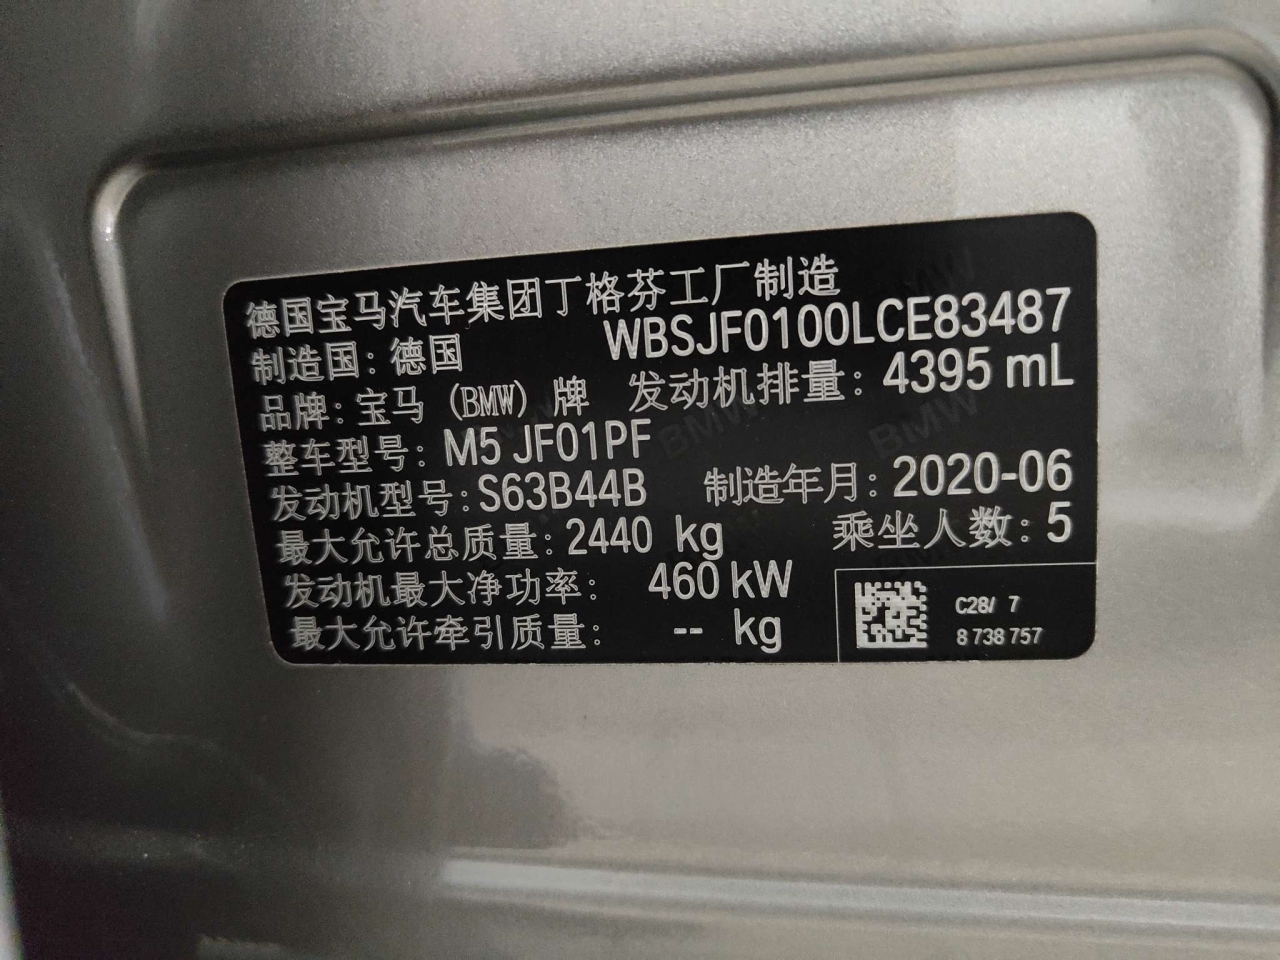 德国宝马汽车集团丁格芬工厂制造
制造国：德国 WBSJF0100LCE83487
品牌：宝马（BMW）牌 发动机排量：4395 mL
整车型号：M5 JF01PF
发动机型号：S63B44B 制造年月：2020-06
最大允许总质量：2440 kg 乘坐人数：5
发动机最大净功率： 460 kW
最大允许牵引质量： -- kg
C28/ 7
8 738 757